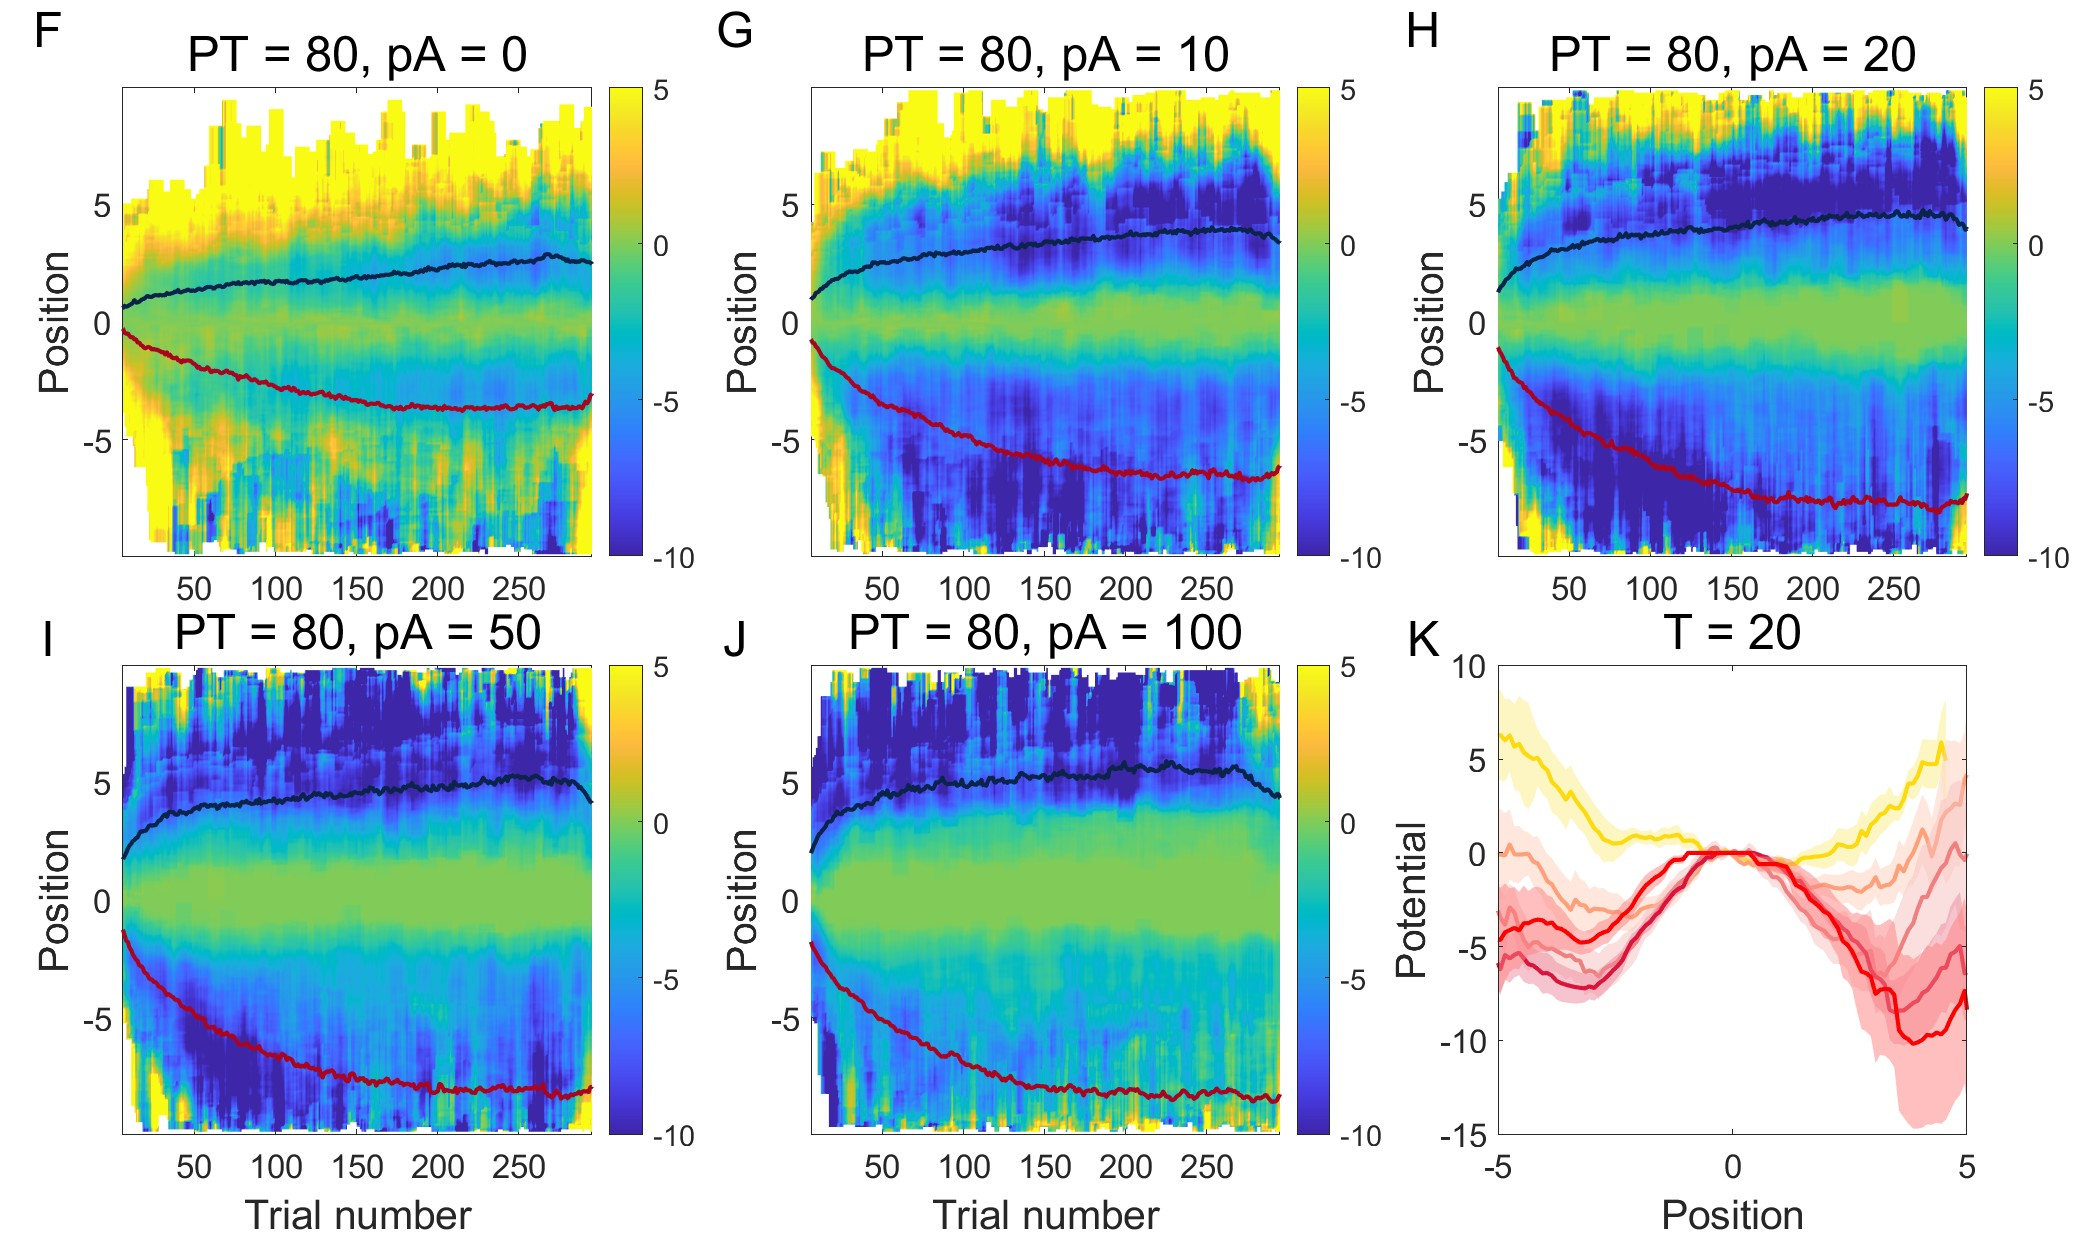 F
PT = 80, pA = 0
Position
5
0
-5
50 100 150 200 250
5
0
-5
-10
G
PT = 80, pA = 10
Position
5
0
-5
50 100 150 200 250
5
0
-5
-10
H
PT = 80, pA = 20
Position
5
0
-5
50 100 150 200 250
5
0
-5
-10
I
PT = 80, pA = 50
Position
5
0
-5
50 100 150 200 250
Trial number
5
0
-5
-10
J
PT = 80, pA = 100
Position
5
0
-5
50 100 150 200 250
Trial number
5
0
-5
-10
K
T = 20
Potential
10
5
0
-5
-10
-15
-5 0 5
Position